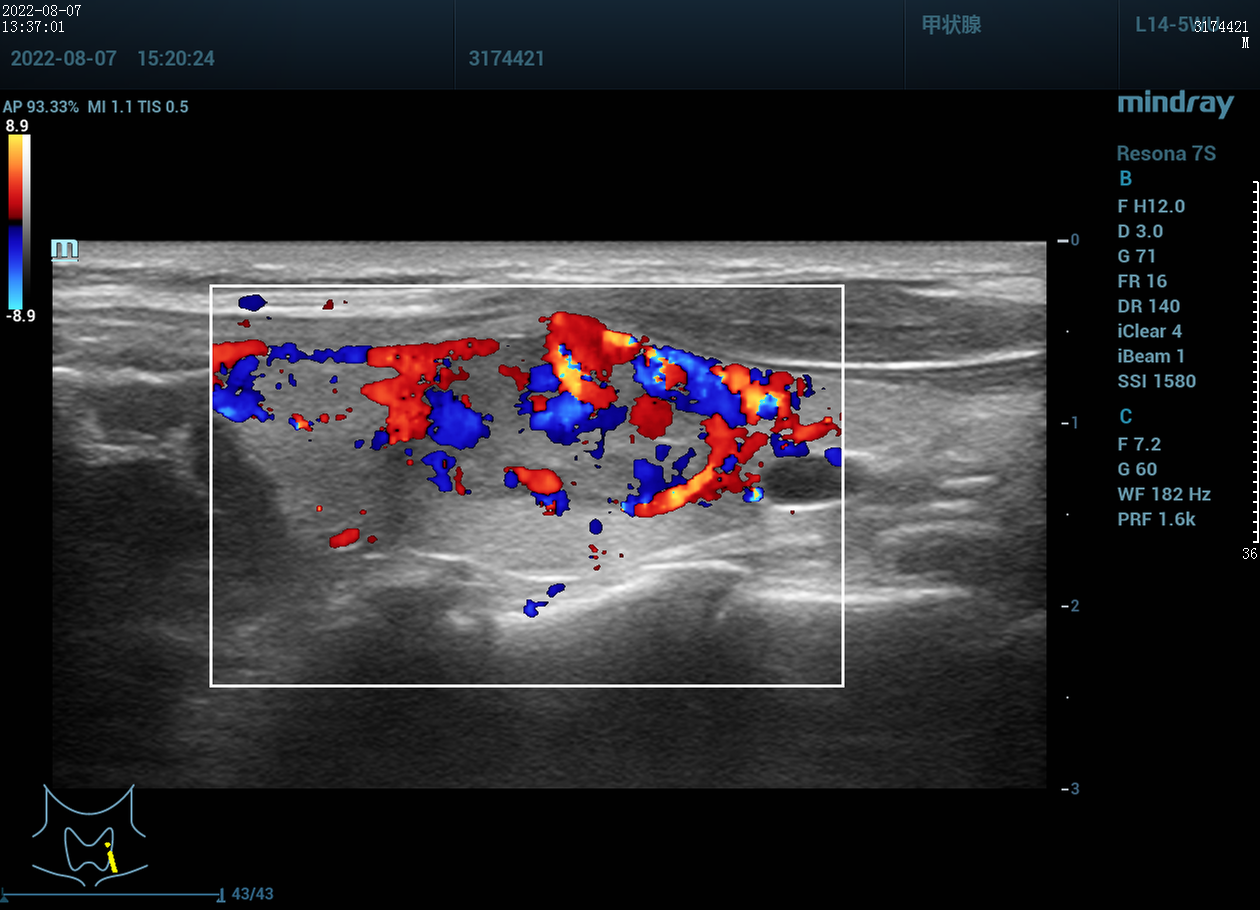 2022-08-07
13:37:01
2022-08-07 15:20:24
3174421
甲状腺
3174421
M
AP 93.33% MI 1.1 TIS 0.5
mindray
8.9
-8.9
m
Resona 7S
B
F H12.0
D 3.0
G 71
FR 16
DR 140
iClear 4
iBeam 1
SSI 1580
C
F 7.2
G 60
WF 182 Hz
PRF 1.6k
0
1
2
3
36
43/43